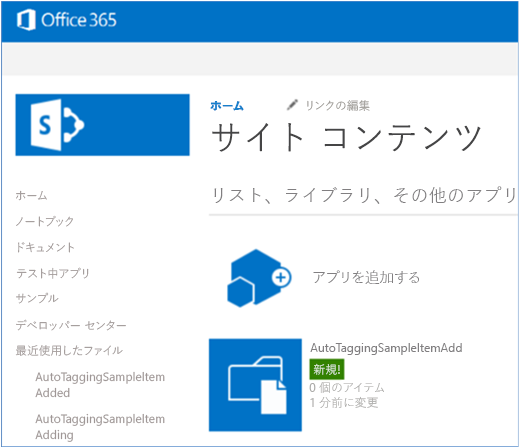 Office 365
ホーム
リンクの編集
サイト コンテンツ
リスト、ライブラリ、その他のアプリ
ホーム
ノートブック
ドキュメント
テスト中アプリ
サンプル
デベロッパー センター
最近使用したファイル
AutoTaggingSampleItem
Added
AutoTaggingSampleItem
Adding
アプリを追加する
AutoTaggingSampleItemAdd
新規!
0 個のアイテム
1 分前に変更